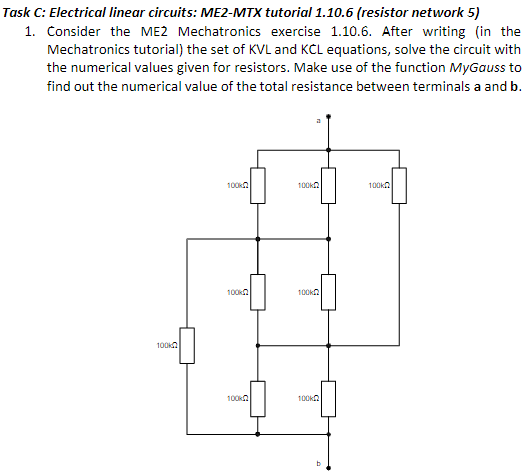 Task C: Electrical linear circuits: ME2-MTX tutorial 1.10.6 (resistor network 5)
1. Consider the ME2 Mechatronics exercise 1.10.6. After writing (in the
Mechatronics tutorial) the set of KVL and KCL equations, solve the circuit with
the numerical values given for resistors. Make use of the function MyGauss to
find out the numerical value of the total resistance between terminals a and b.
a
100kΩ 100kΩ 100kΩ
100kΩ 100kΩ
100kΩ
100kΩ 100kΩ
b